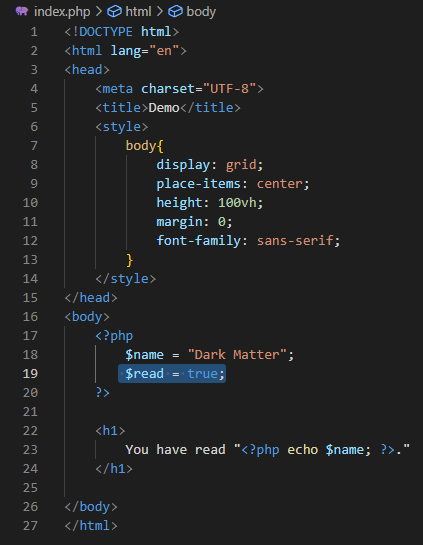 index.php > html > body
1 <!DOCTYPE html>
2 <html lang="en">
3 <head>
4     <meta charset="UTF-8">
5     <title>Demo</title>
6     <style>
7         body{
8             display: grid;
9             place-items: center;
10             height: 100vh;
11             margin: 0;
12             font-family: sans-serif;
13         }
14     </style>
15 </head>
16 <body>
17     <?php
18         $name = "Dark Matter";
19         $read = true;
20     ?>
21
22     <h1>
23         You have read "<?php echo $name; ?>."
24     </h1>
25
26 </body>
27 </html>